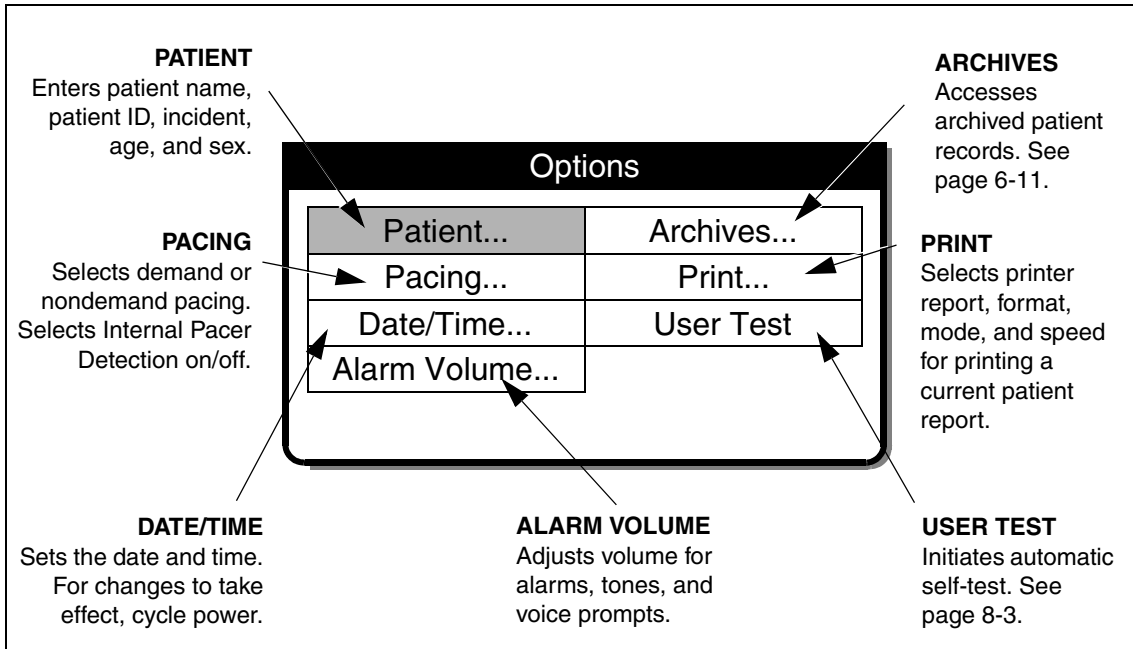 PATIENT
Enters patient name,
patient ID, incident,
age, and sex.
PACING
Selects demand or
nondemand pacing.
Selects Internal Pacer
Detection on/off.
Options
Patient...
Archives...
Pacing...
Print...
Date/Time...
User Test
Alarm Volume...
ARCHIVES
Accesses
archived patient
records. See
page 6-11.
PRINT
Selects printer
report, format,
mode, and speed
for printing a
current patient
report.
DATE/TIME
Sets the date and time.
For changes to take
effect, cycle power.
ALARM VOLUME
Adjusts volume for
alarms, tones, and
voice prompts.
USER TEST
Initiates automatic
self-test. See
page 8-3.